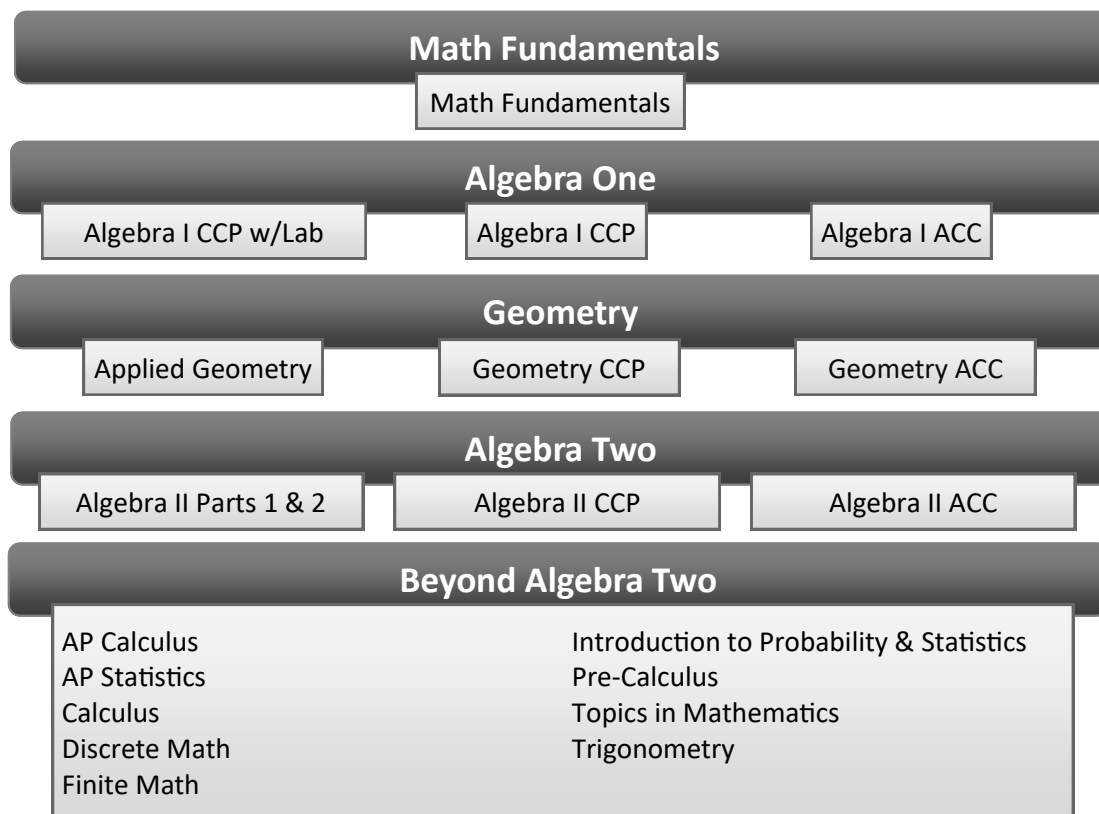 Math Fundamentals
Math Fundamentals
Algebra One
Algebra I CCP w/Lab
Algebra I CCP
Algebra I ACC
Geometry
Applied Geometry
Geometry CCP
Geometry ACC
Algebra Two
Algebra II Parts 1 & 2
Algebra II CCP
Algebra II ACC
Beyond Algebra Two
AP Calculus
AP Statistics
Calculus
Discrete Math
Finite Math
Introduction to Probability & Statistics
Pre-Calculus
Topics in Mathematics
Trigonometry